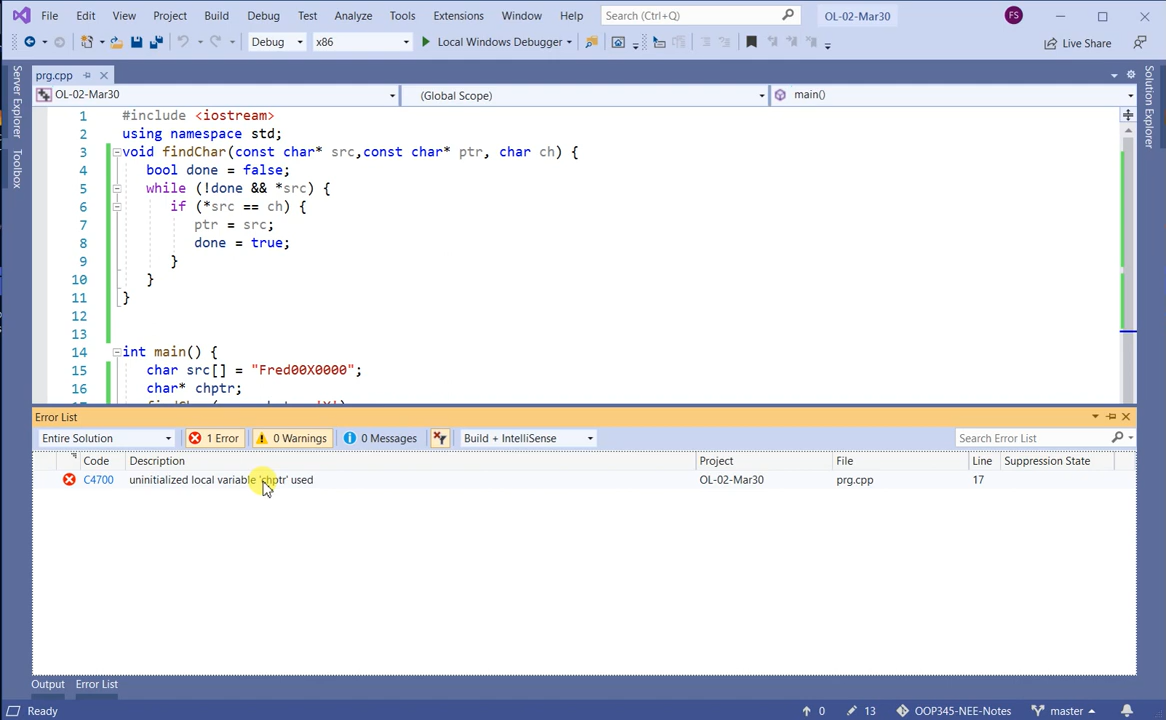 File Edit View Project Build Debug Test Analyze Tools Extensions Window Help Search (Ctrl+Q) OL-02-Mar30 FS
Debug x86 Local Windows Debugger Live Share
prg.cpp
OL-02-Mar30 (Global Scope) main()
Server Explorer
Toolbox
Solution Explorer
1 #include <iostream>
2 using namespace std;
3 void findChar(const char* src,const char* ptr, char ch) {
4 bool done = false;
5 while (!done && *src) {
6 if (*src == ch) {
7 ptr = src;
8 done = true;
9 }
10 }
11 }
12
13
14 int main() {
15 char src[] = "Fred00X0000";
16 char* chptr;
Error List
Entire Solution 1 Error 0 Warnings 0 Messages Build + IntelliSense Search Error List
Code Description Project File Line Suppression State
C4700 uninitialized local variable 'chptr' used OL-02-Mar30 prg.cpp 17
Output Error List
Ready 0 13 OOP345-NEE-Notes master